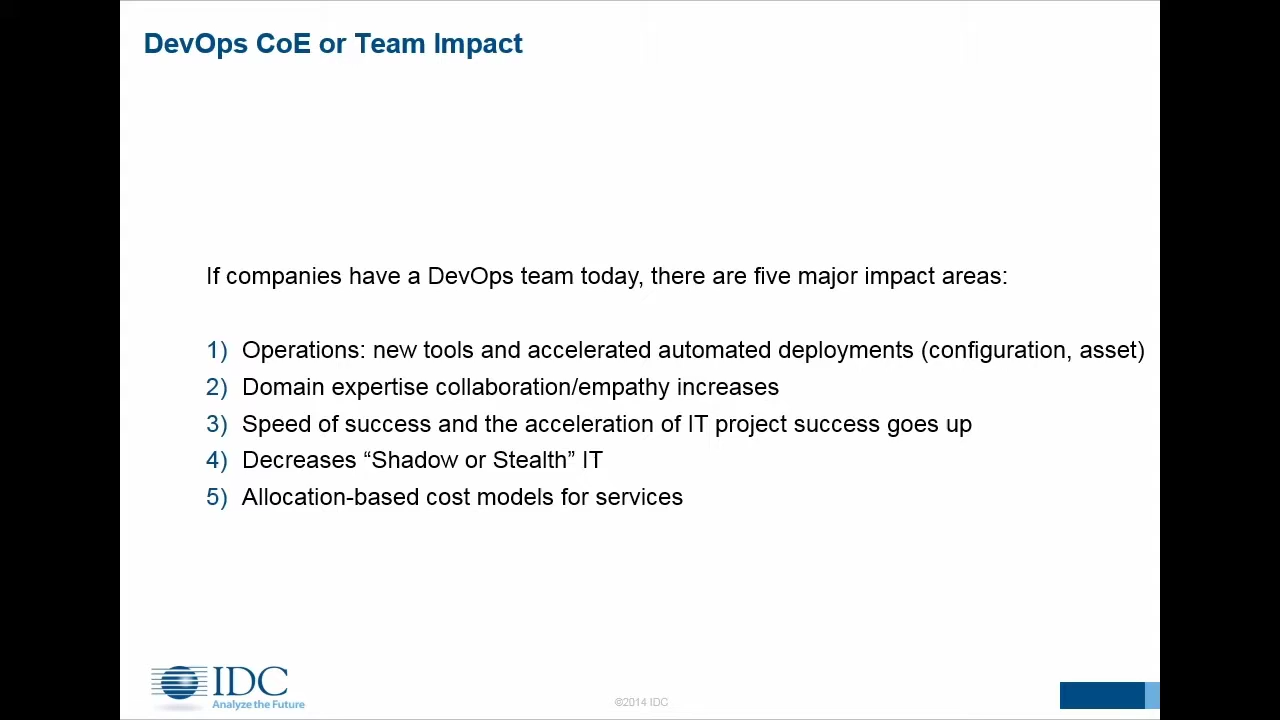 DevOps CoE or Team Impact
If companies have a DevOps team today, there are five major impact areas:
1) Operations: new tools and accelerated automated deployments (configuration, asset)
2) Domain expertise collaboration/empathy increases
3) Speed of success and the acceleration of IT project success goes up
4) Decreases “Shadow or Stealth” IT
5) Allocation-based cost models for services
IDC
Analyze the Future
©2014 IDC